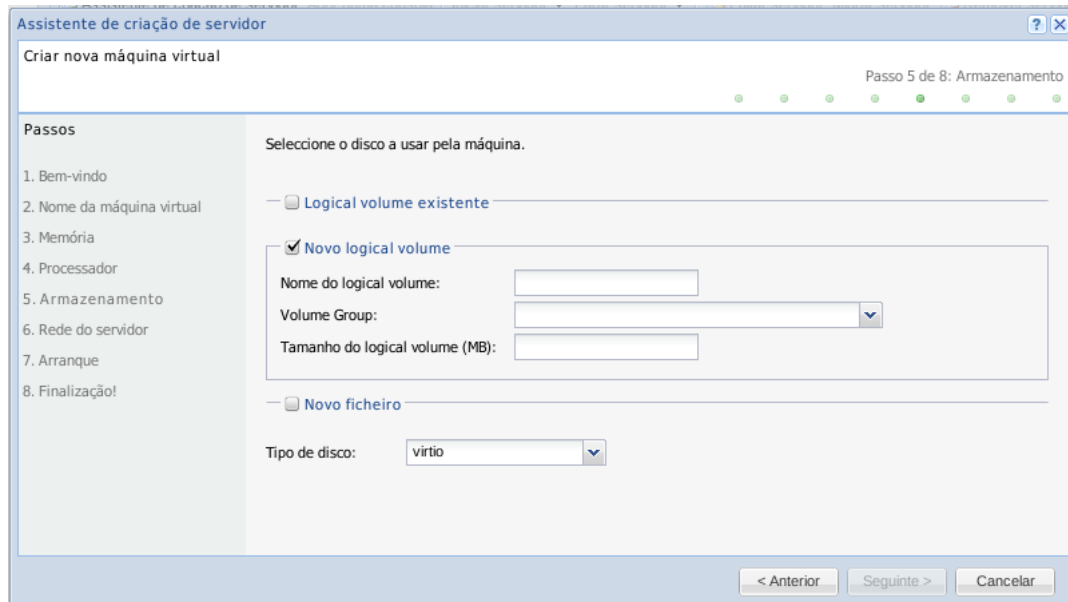 Assistente de criação de servidor
Criar nova máquina virtual
Passo 5 de 8: Armazenamento
Passos
1. Bem-vindo
2. Nome da máquina virtual
3. Memória
4. Processador
5. Armazenamento
6. Rede do servidor
7. Arranque
8. Finalização!
Seleccione o disco a usar pela máquina.
Logical volume existente
Novo logical volume
Nome do logical volume:
Volume Group:
Tamanho do logical volume (MB):
Novo ficheiro
Tipo de disco: virtio
< Anterior Seguinte > Cancelar